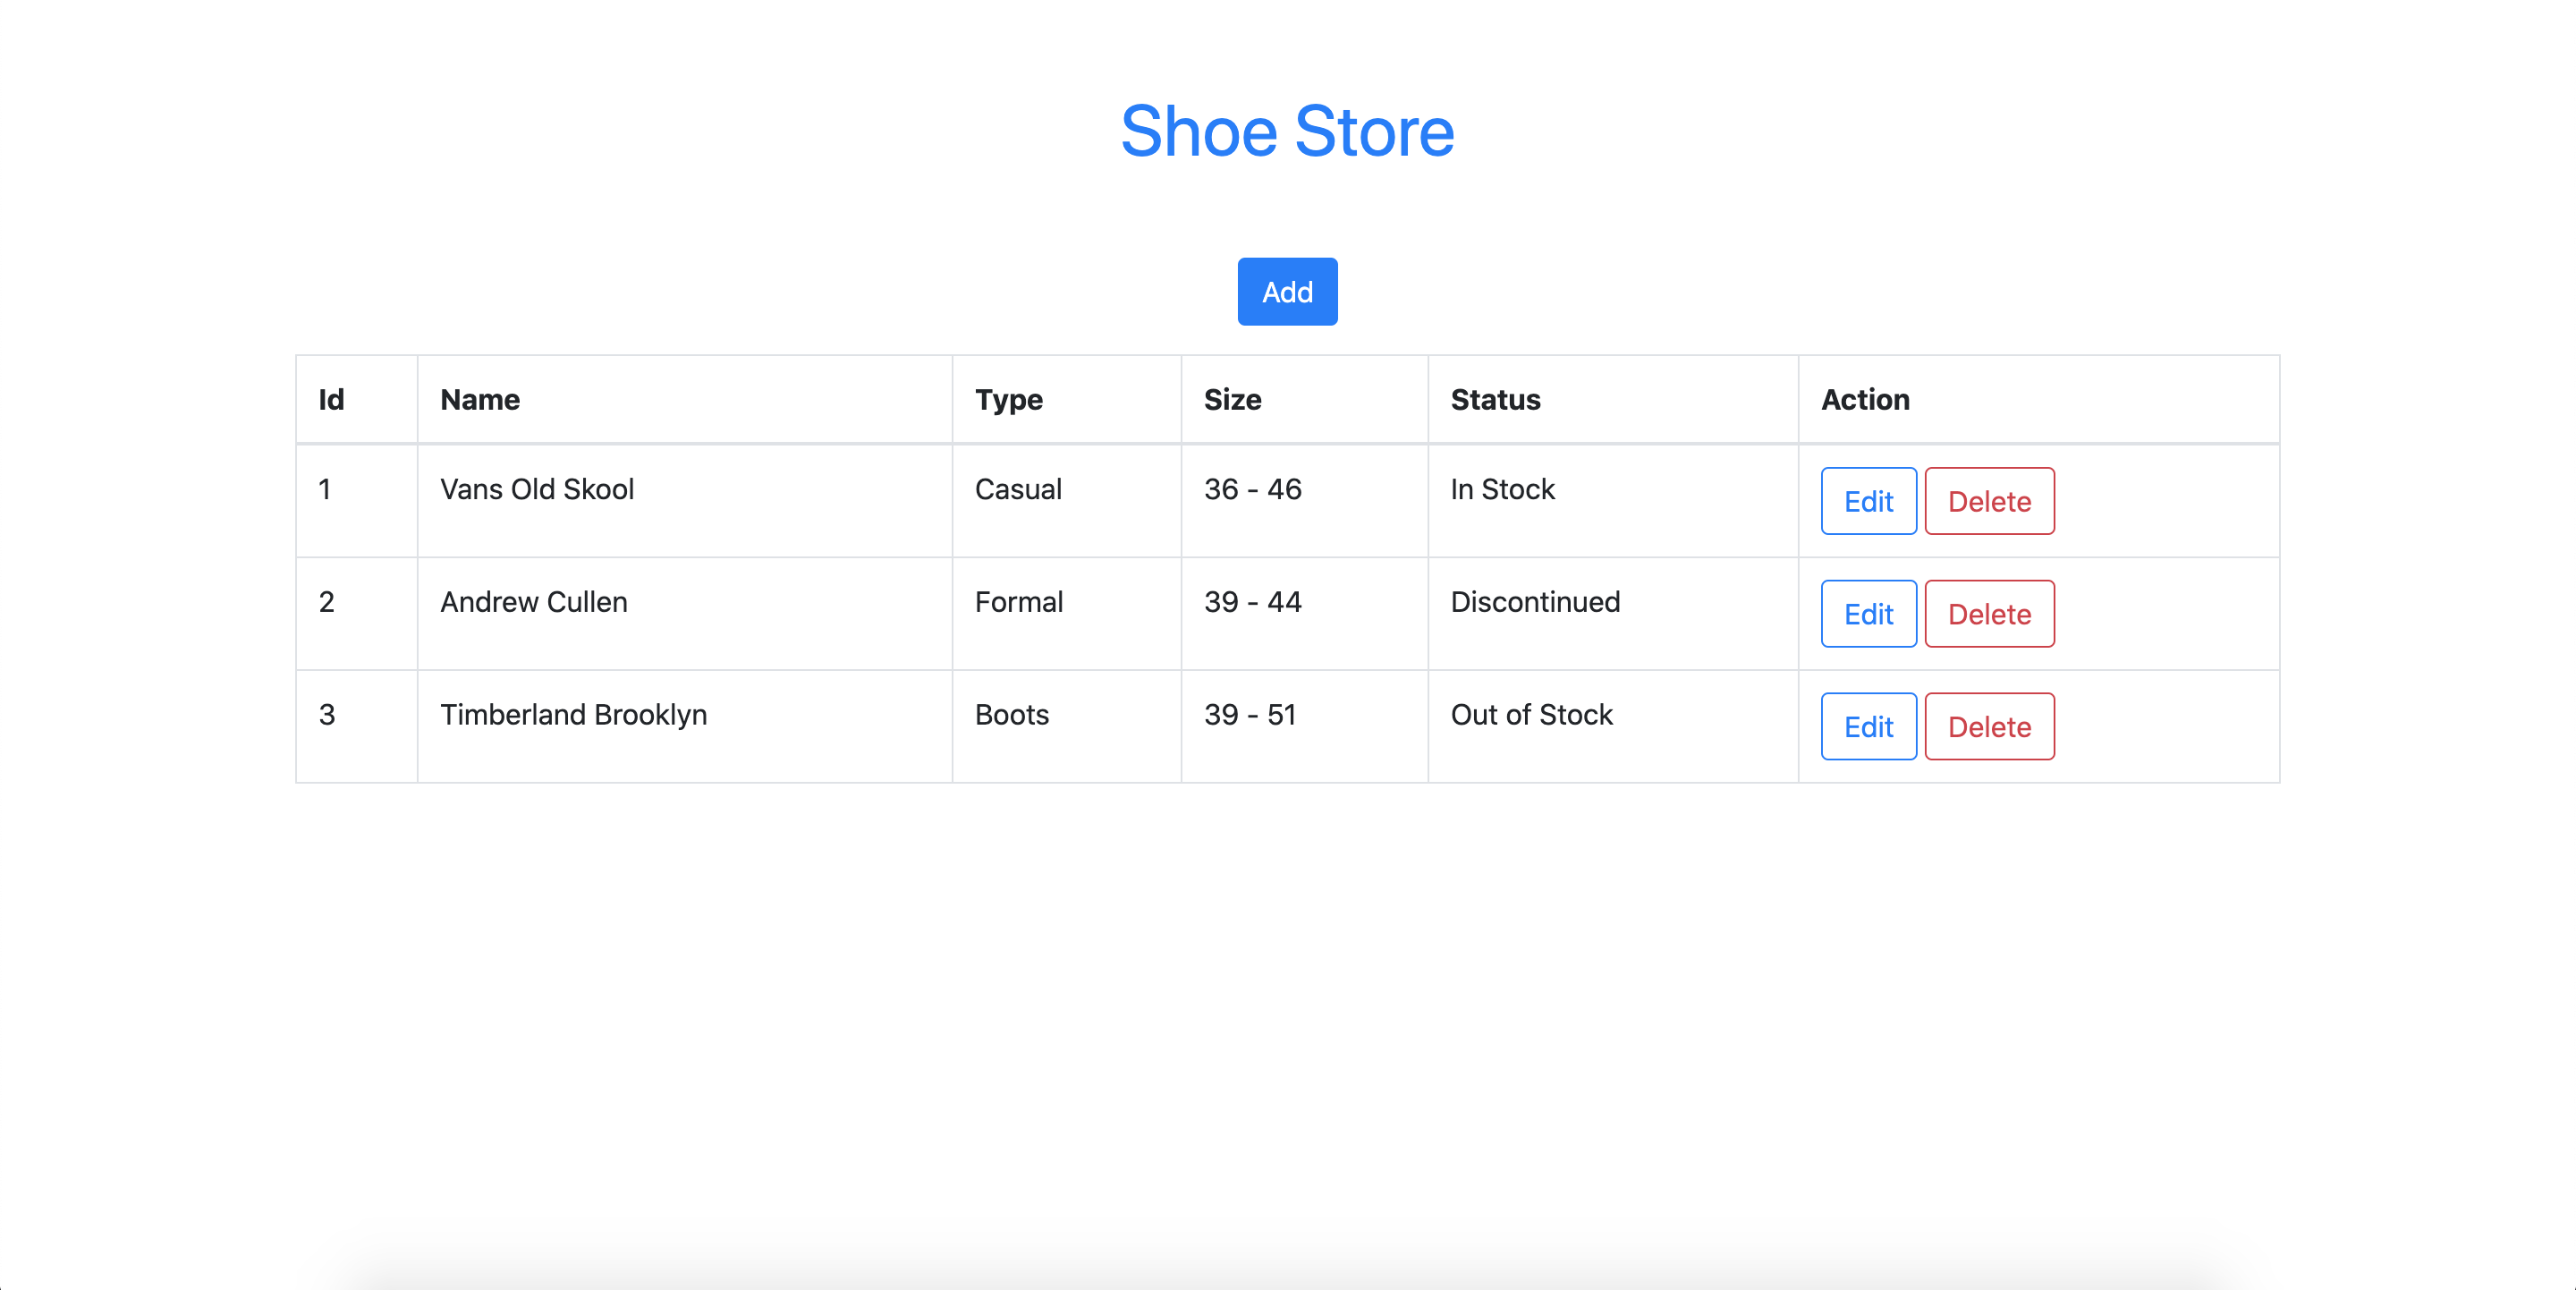 Shoe Store
Add
Id Name Type Size Status Action
1 Vans Old Skool Casual 36 - 46 In Stock Edit Delete
2 Andrew Cullen Formal 39 - 44 Discontinued Edit Delete
3 Timberland Brooklyn Boots 39 - 51 Out of Stock Edit Delete